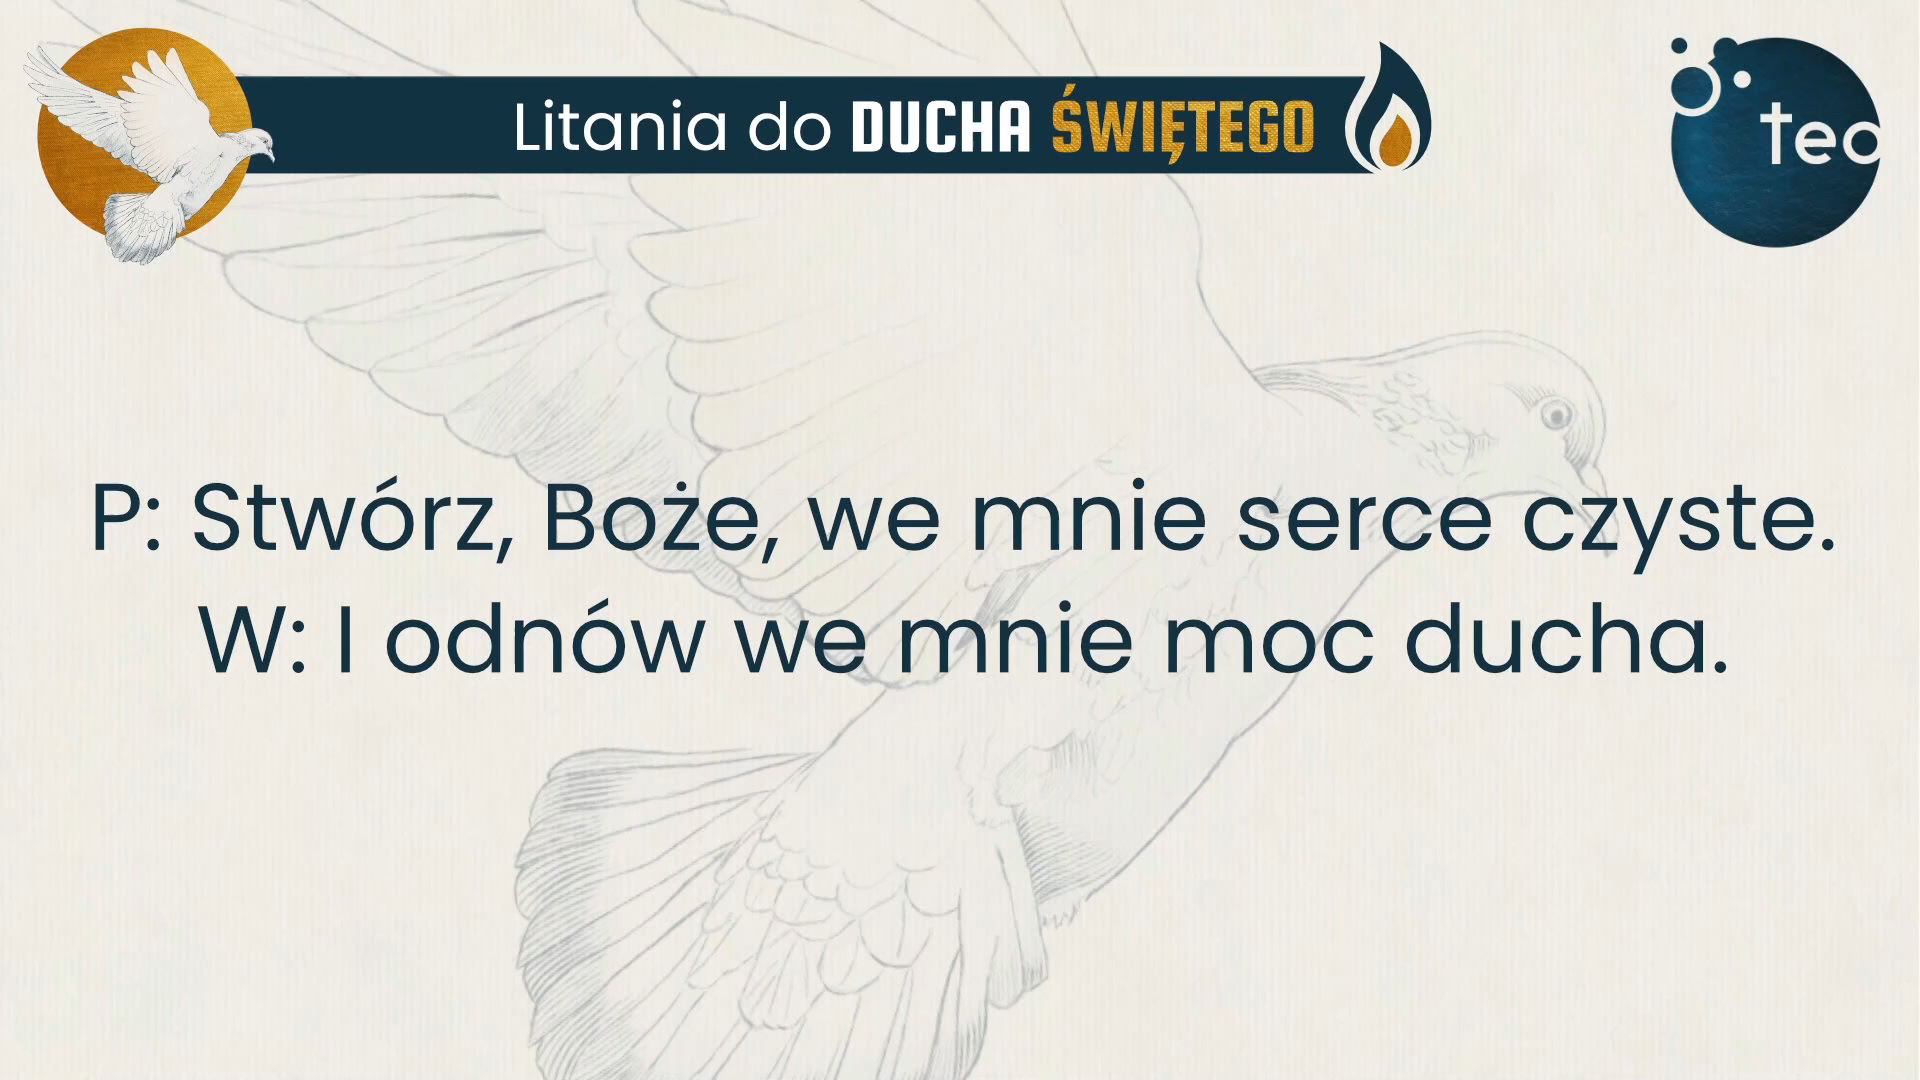 Litania do DUCHA ŚWIĘTEGO
teo
P: Stwórz, Boże, we mnie serce czyste.
W: I odnów we mnie moc ducha.